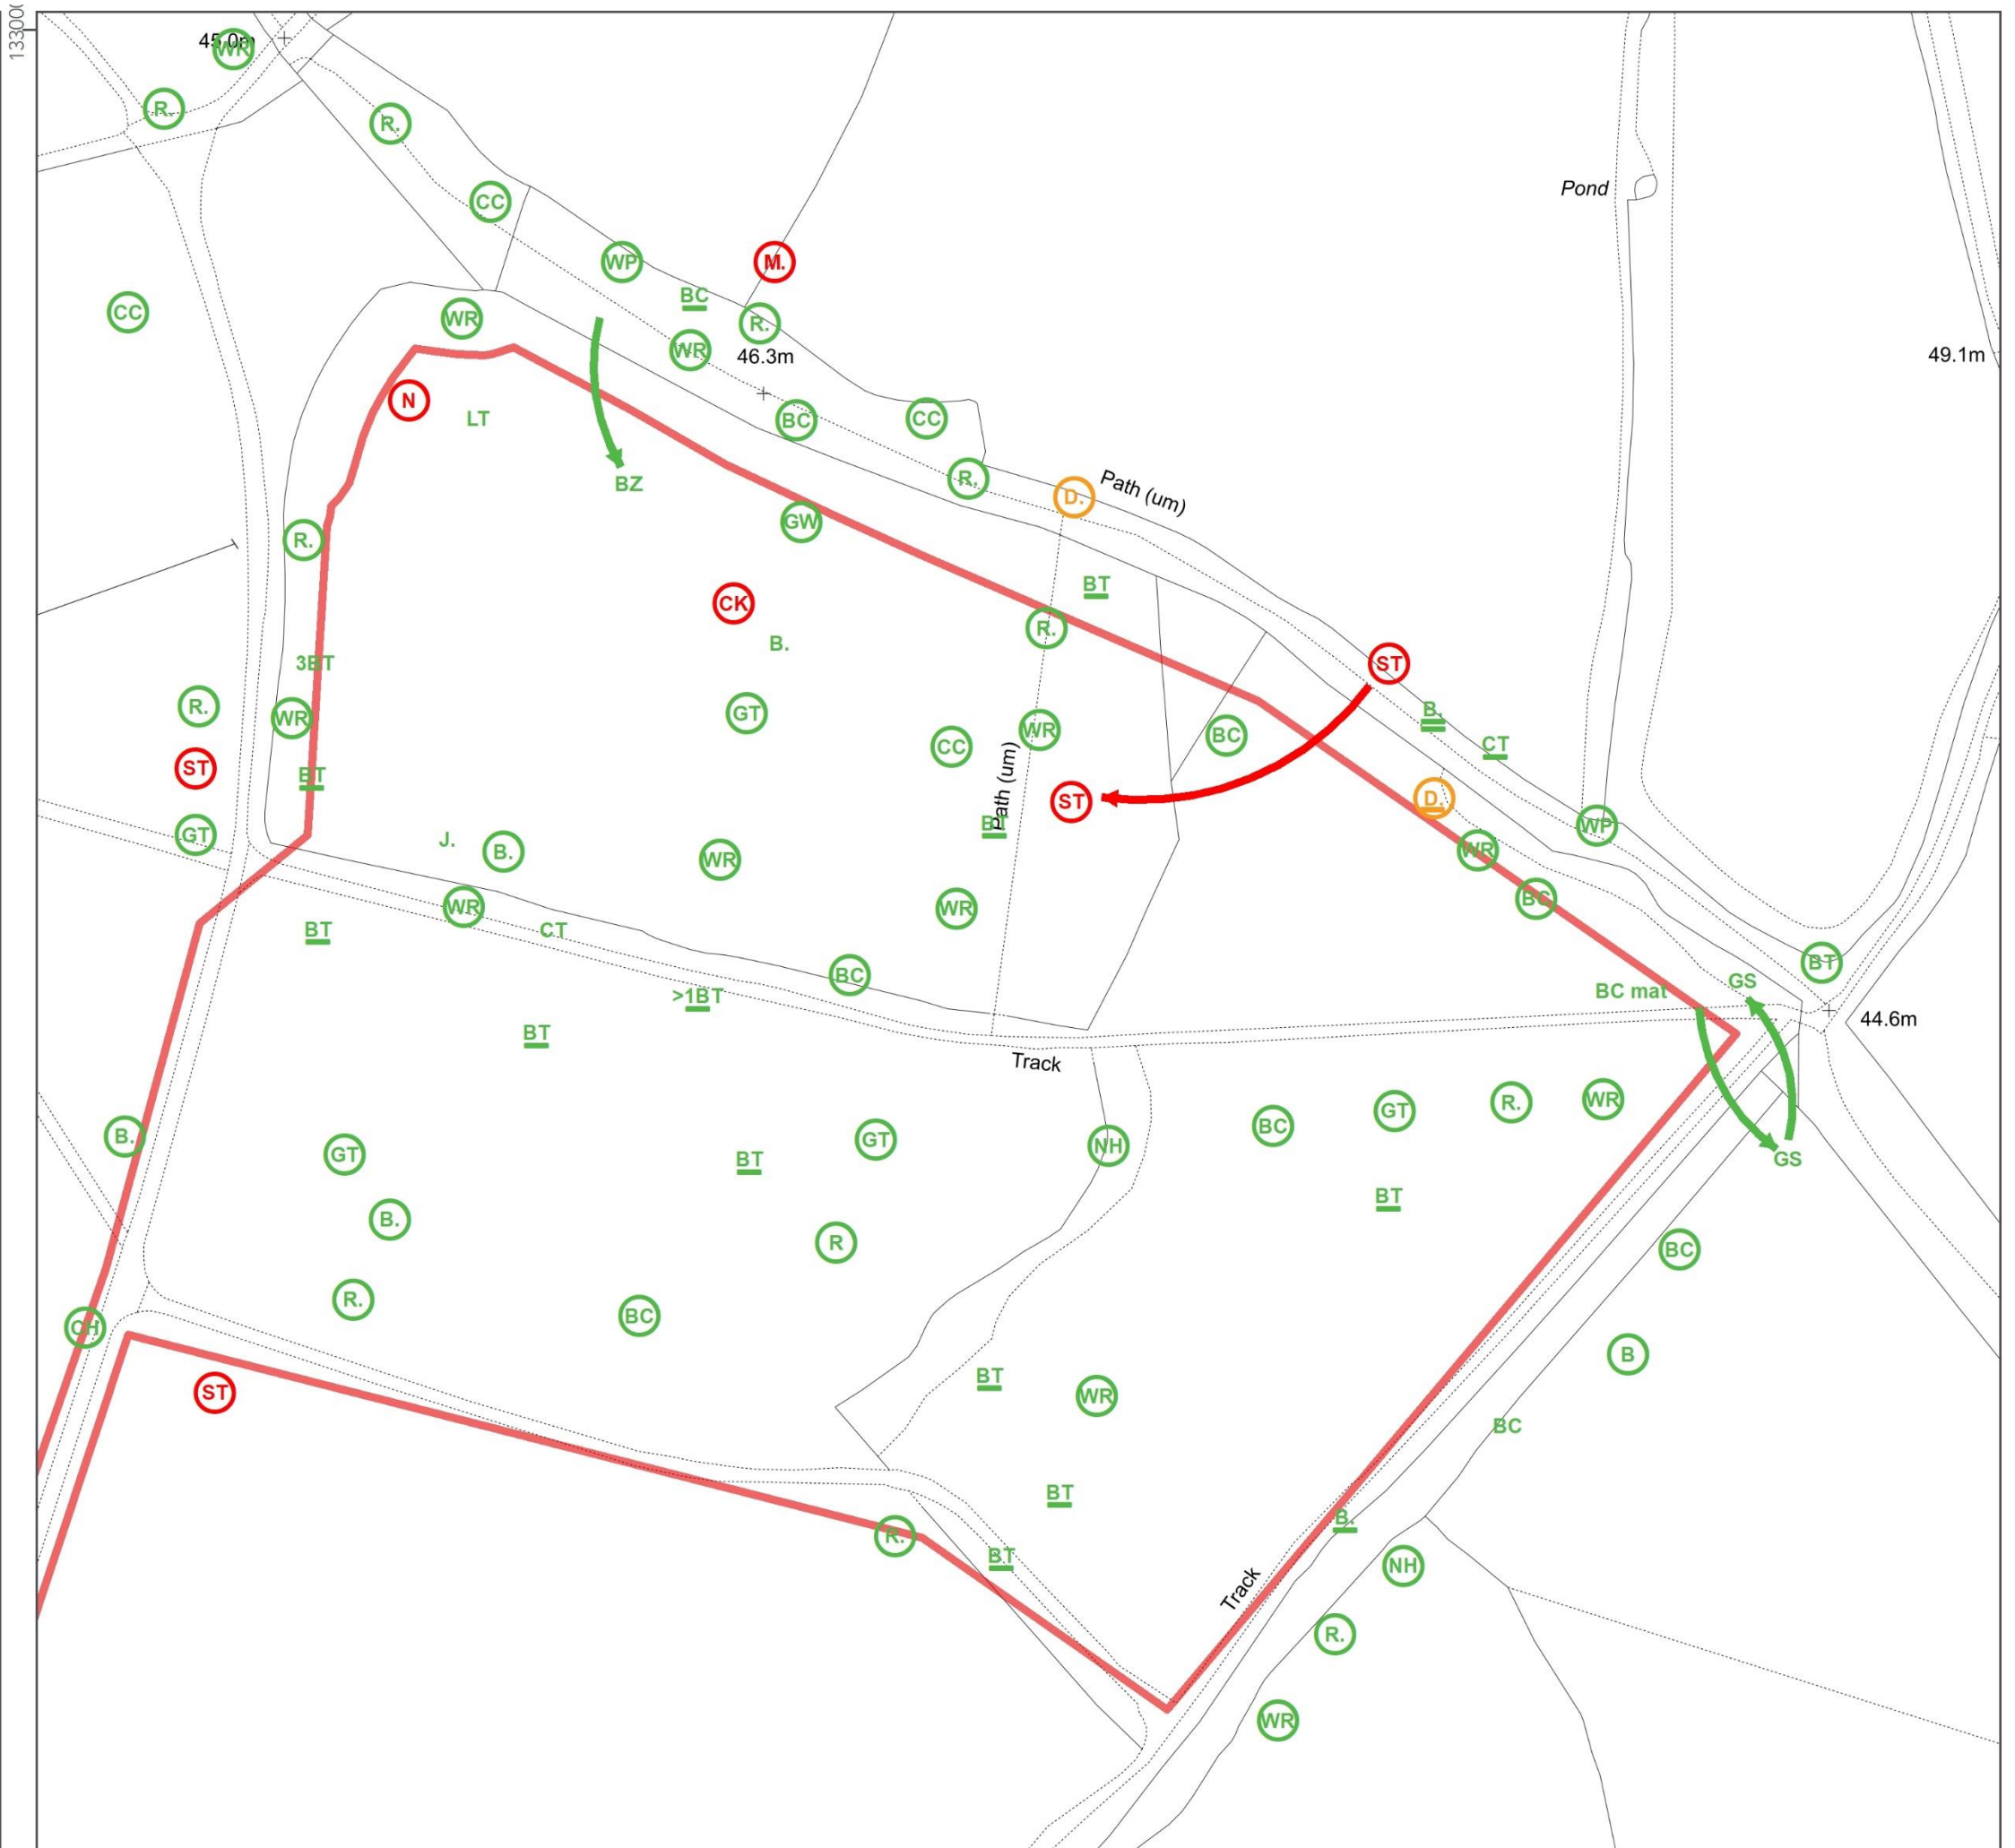 13300
45.0m
WR
R.
R.
Pond
CC
WP
M.
BC
CC
WR
R.
WR
46.3m
49.1m
N
LT
BC
CC
BZ
R.
D.
Path (um)
GW
R.
BT
CK
R.
B.
3BT
ST
R.
WR
GT
B.
WR
BC
CC
CT
ST
BT
Path (um)
ST
D.
GT
BT
WP
J.
B.
WR
WR
WR
WR
BC
BT
CT
BT
BC
GS
BC mat
>1BT
44.6m
BT
Track
WR
R.
GT
BC
B.
GT
NH
GT
BT
GS
BT
B.
R
BC
R.
BC
CH
B
BT
ST
WR
BC
BT
B.
R.
BT
NH
Track
R.
WR